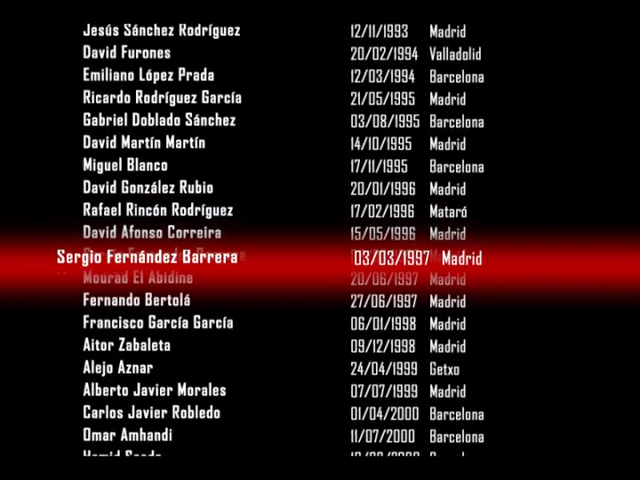 Jesús Sánchez Rodríguez 12/11/1993 Madrid
David Furones 20/02/1994 Valladolid
Emiliano López Prada 12/03/1994 Barcelona
Ricardo Rodríguez García 21/05/1995 Madrid
Gabriel Doblado Sánchez 03/08/1995 Barcelona
David Martín Martín 14/10/1995 Madrid
Miguel Blanco 17/11/1995 Barcelona
David González Rubio 20/01/1996 Madrid
Rafael Rincón Rodríguez 17/02/1996 Mataró
David Afonso Correira 15/05/1996 Madrid
Sergio Fernández Barrera 03/03/1997 Madrid
Mourad El Abidine 20/06/1997 Madrid
Fernando Bertolá 27/06/1997 Madrid
Francisco García García 06/01/1998 Madrid
Aitor Zabaleta 09/12/1998 Madrid
Alejo Aznar 24/04/1999 Getxo
Alberto Javier Morales 07/07/1999 Madrid
Carlos Javier Robledo 01/04/2000 Barcelona
Omar Amhandi 11/07/2000 Barcelona